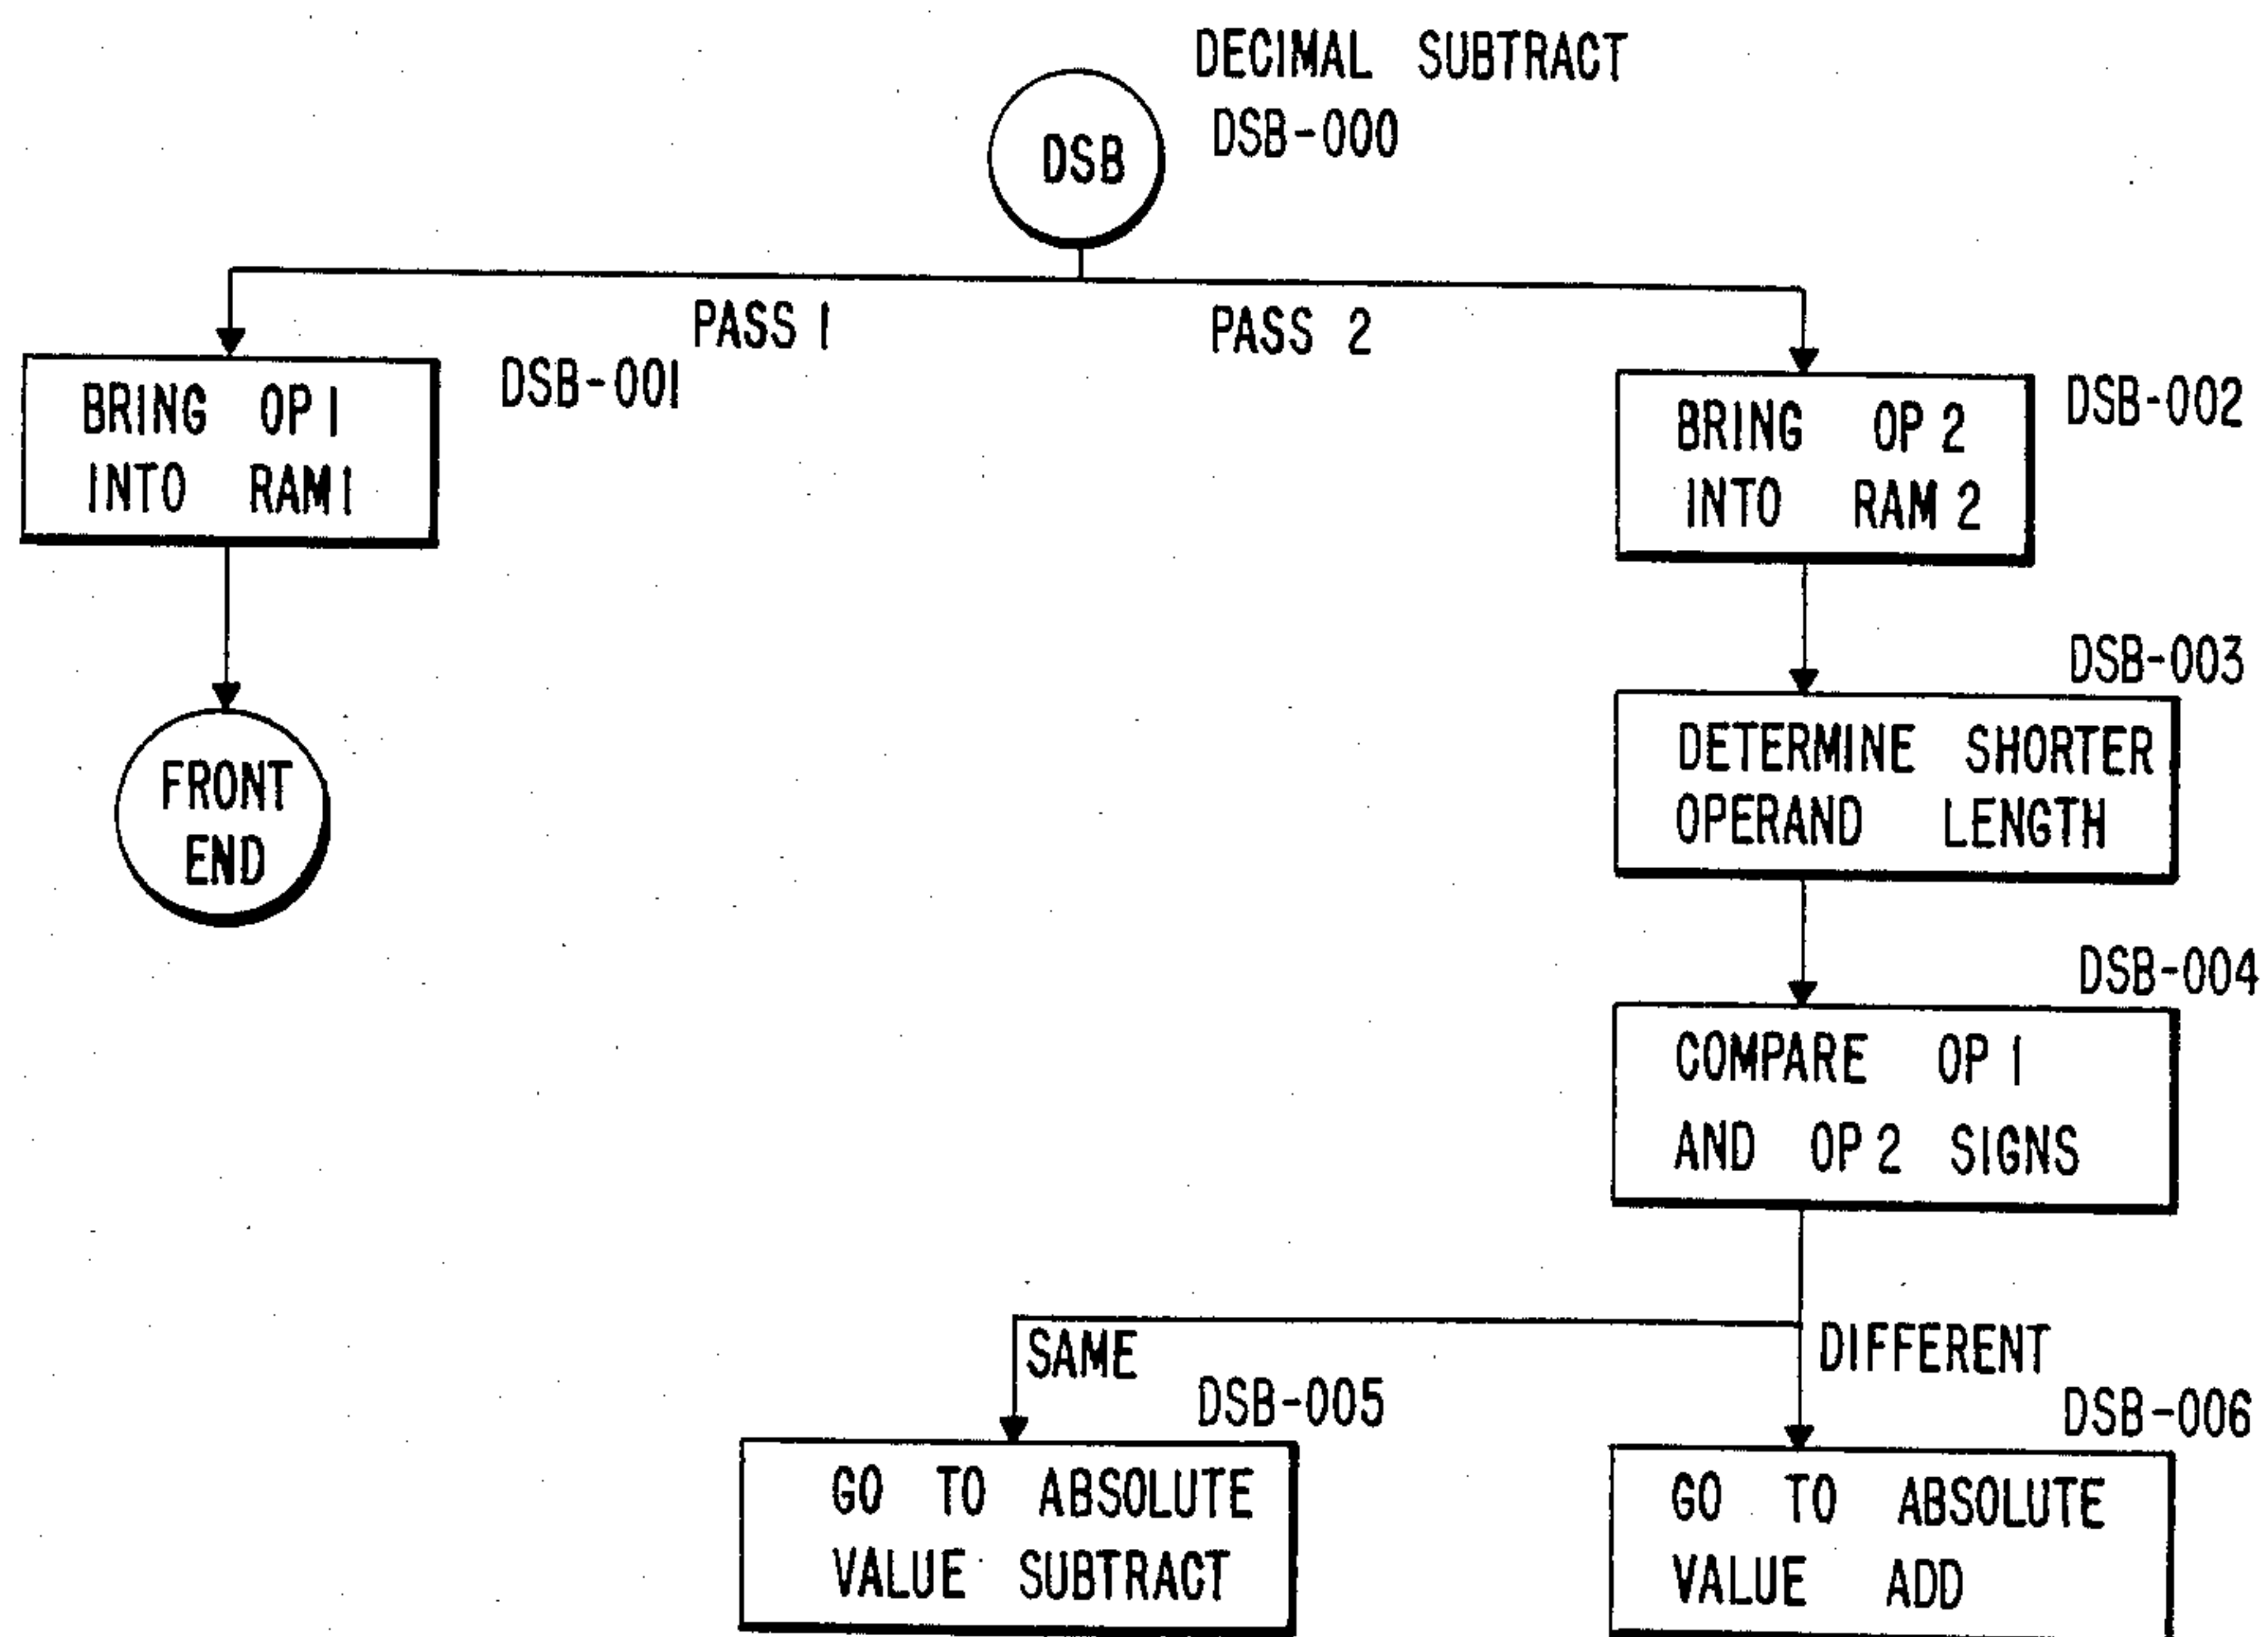 DECIMAL SUBTRACT
DSB-000
DSB
PASS 1
PASS 2
DSB-001
BRING OP 1
INTO RAM 1
FRONT
END
DSB-002
BRING OP 2
INTO RAM 2
DSB-003
DETERMINE SHORTER
OPERAND LENGTH
DSB-004
COMPARE OP 1
AND OP 2 SIGNS
SAME
DIFFERENT
DSB-005
GO TO ABSOLUTE
VALUE SUBTRACT
DSB-006
GO TO ABSOLUTE
VALUE ADD